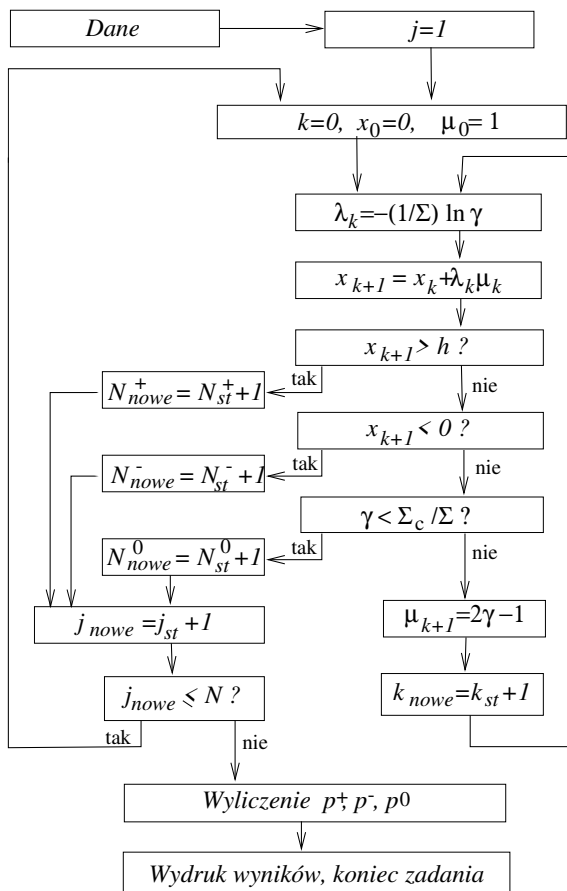 Dane
j=1
k=0, x₀=0, μ₀=1
λₖ=-(1/Σ) ln γ
xₖ₊₁ = xₖ+λₖμₖ
xₖ₊₁ > h ?
tak
nie
N⁺nowe = N⁺st +1
xₖ₊₁ < 0 ?
tak
nie
N⁻nowe = N⁻st +1
γ < Σc /Σ ?
tak
nie
N⁰nowe = N⁰st +1
j nowe =jst +1
μₖ₊₁=2γ-1
jnowe ≤ N ?
k nowe=kst +1
tak
nie
Wyliczenie p⁺, p⁻, p0
Wydruk wyników, koniec zadania